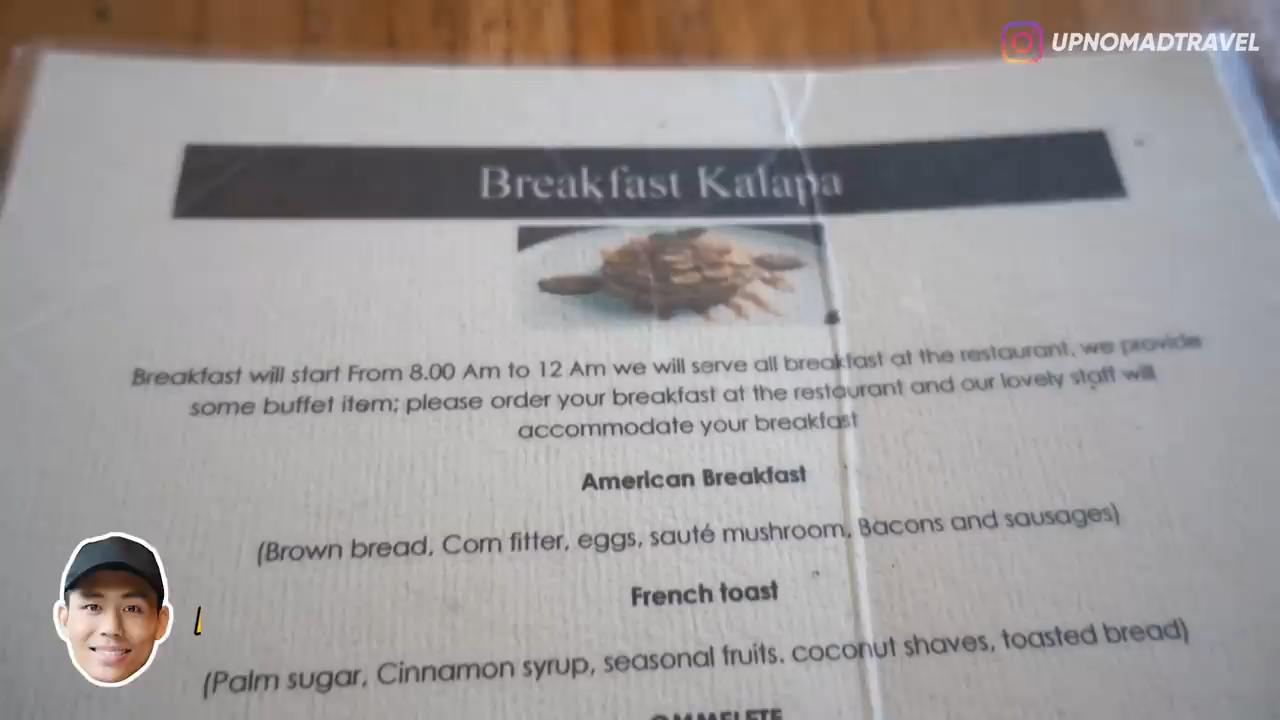 UPNOMADTRAVEL
Breakfast Kalapa
Breakfast will start From 8.00 Am to 12 Am we will serve all breakfast at the restaurant, we provide
some buffet item; please order your breakfast at the restaurant and our lovely staff will
accommodate your breakfast
American Breakfast
(Brown bread, Corn fitter, eggs, sauté mushroom, Bacons and sausages)
French toast
(Palm sugar, Cinnamon syrup, seasonal fruits. coconut shaves, toasted bread)